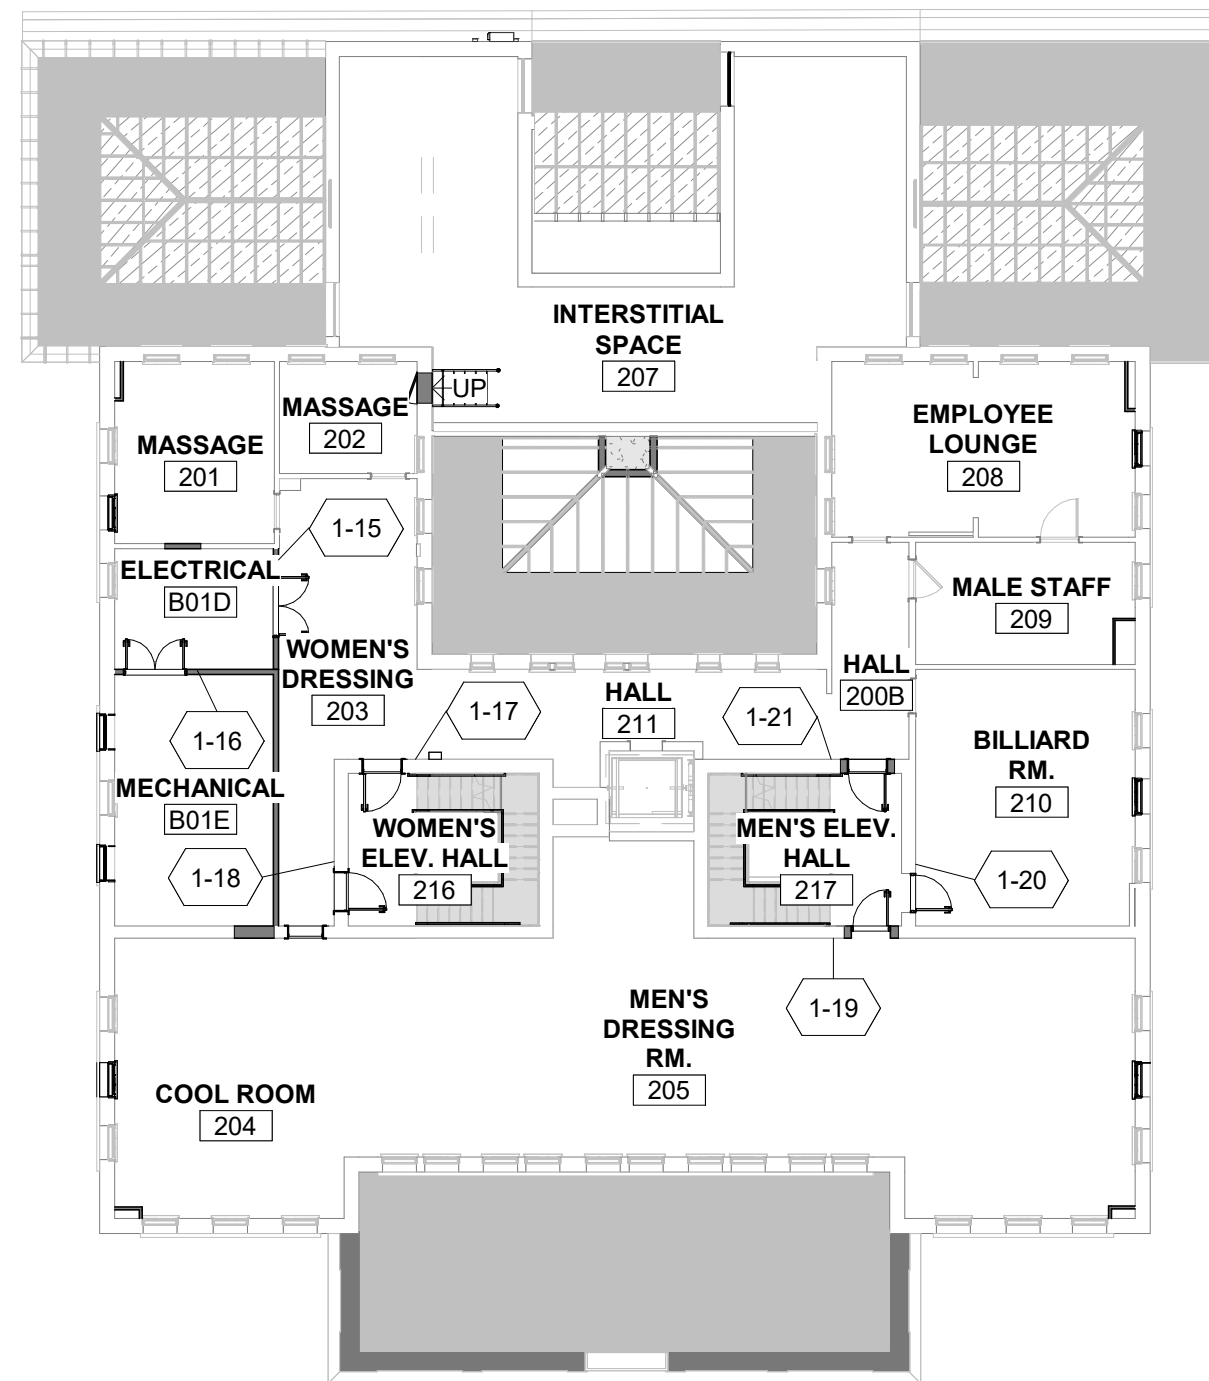 INTERSTITIAL
SPACE
207
UP
MASSAGE
202
MASSAGE
201
EMPLOYEE
LOUNGE
208
1-15
ELECTRICAL
B01D
MALE STAFF
209
WOMEN'S
DRESSING
203
HALL
200B
HALL
211
1-17
1-21
1-16
BILLIARD
RM.
210
MECHANICAL
B01E
WOMEN'S
ELEV. HALL
216
MEN'S ELEV.
HALL
217
1-18
1-20
1-19
MEN'S
DRESSING
RM.
205
COOL ROOM
204